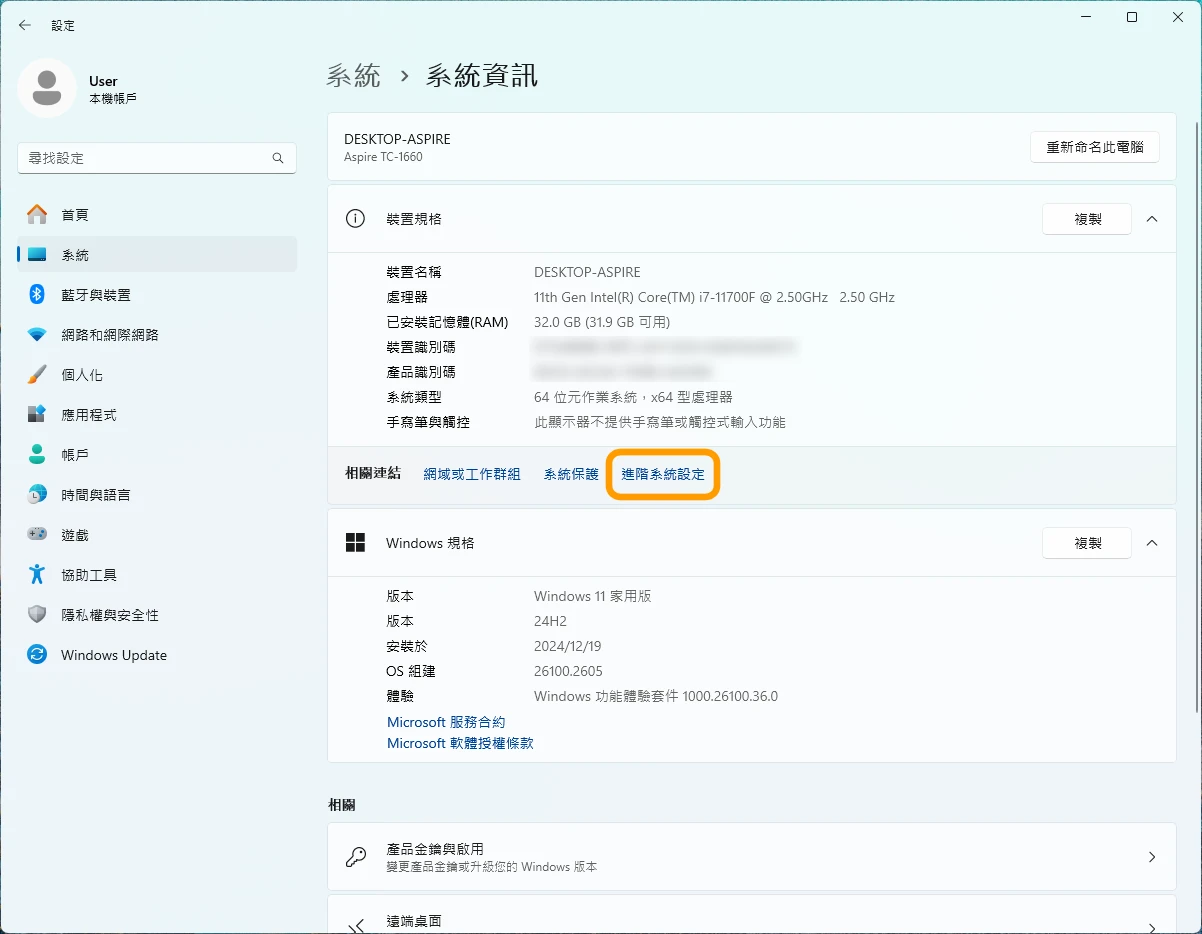 設定
User
本機帳戶
尋找設定
首頁
系統
藍牙與裝置
網路和網際網路
個人化
應用程式
帳戶
時間與語言
遊戲
協助工具
隱私權與安全性
Windows Update
系統 › 系統資訊
DESKTOP-ASPIRE
Aspire TC-1660
重新命名此電腦
裝置規格
複製
裝置名稱 DESKTOP-ASPIRE
處理器 11th Gen Intel(R) Core(TM) i7-11700F @ 2.50GHz 2.50 GHz
已安裝記憶體(RAM) 32.0 GB (31.9 GB 可用)
裝置識別碼
產品識別碼
系統類型 64 位元作業系統，x64 型處理器
手寫筆與觸控 此顯示器不提供手寫筆或觸控式輸入功能
相關連結 網域或工作群組 系統保護 進階系統設定
Windows 規格
複製
版本 Windows 11 家用版
版本 24H2
安裝於 2024/12/19
OS 組建 26100.2605
體驗 Windows 功能體驗套件 1000.26100.36.0
Microsoft 服務合約
Microsoft 軟體授權條款
相關
產品金鑰與啟用
變更產品金鑰或升級您的 Windows 版本
遠端桌面